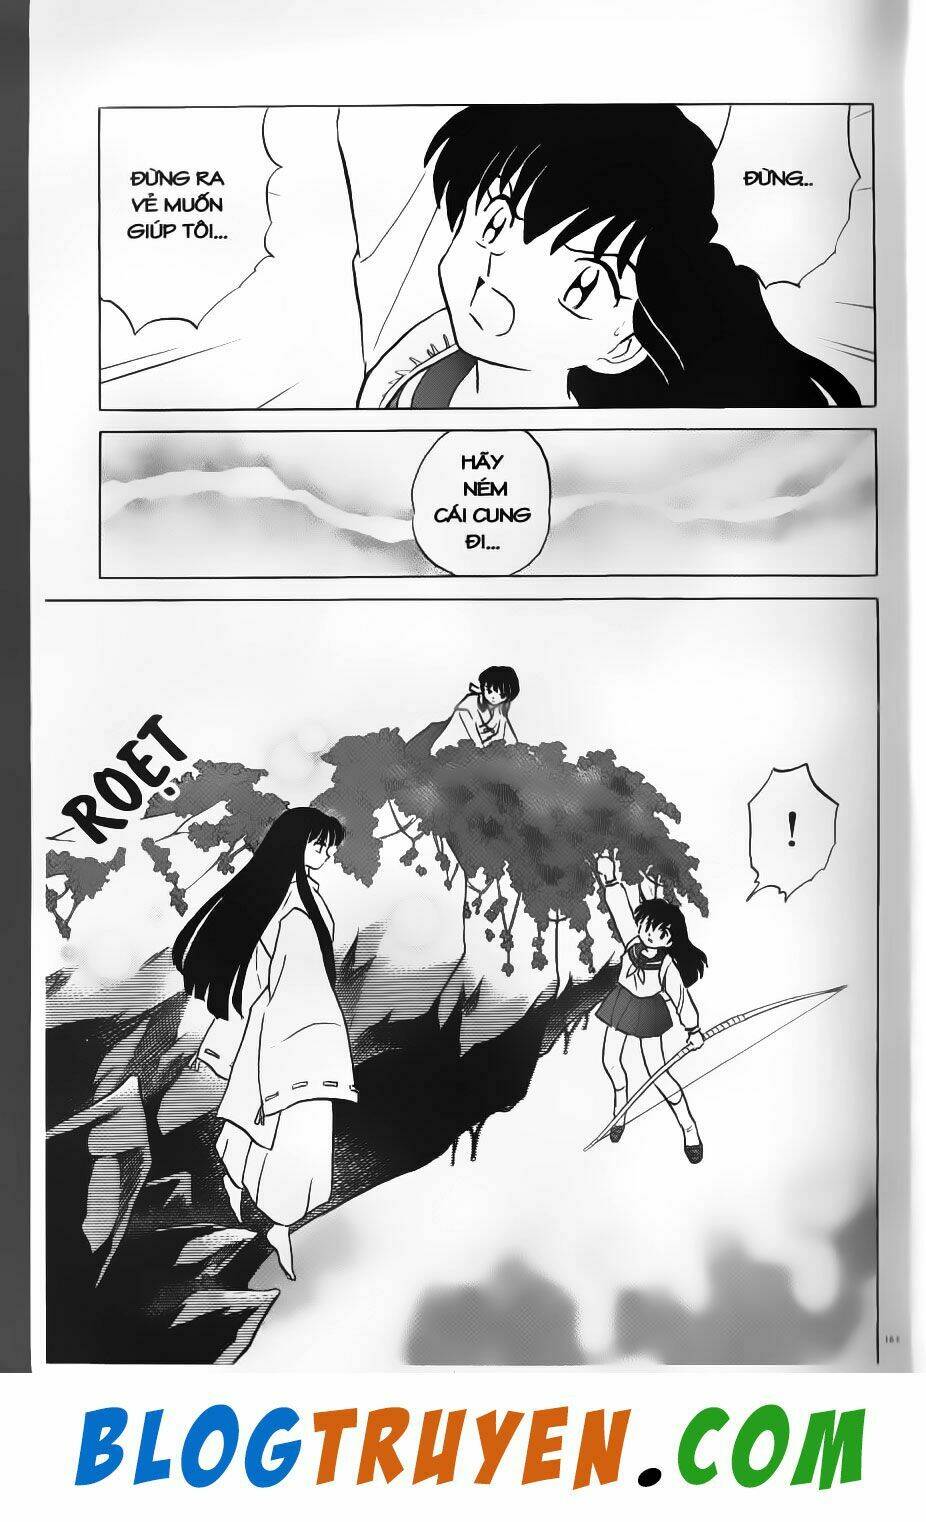 ĐỪNG...
ĐỪNG RA
VẺ MUỐN
GIÚP TÔI...
HÃY
NÉM
CÁI CUNG
ĐI...
ROẸT
!
161
BLOGTRUYEN.COM